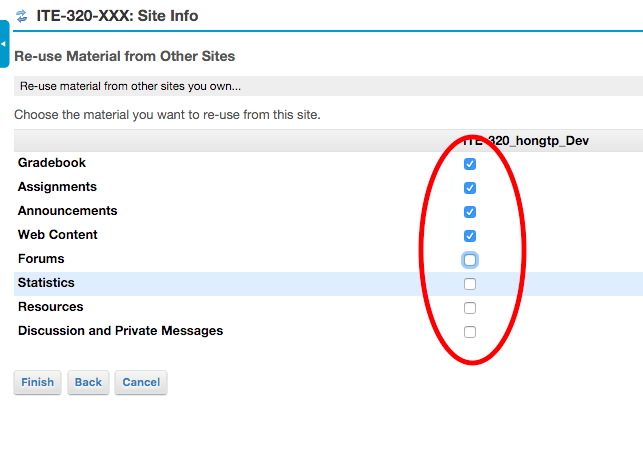 ITE-320-XXX: Site Info
Re-use Material from Other Sites
Re-use material from other sites you own...
Choose the material you want to re-use from this site.
ITE-320_hongtp_Dev
Gradebook
Assignments
Announcements
Web Content
Forums
Statistics
Resources
Discussion and Private Messages
Finish Back Cancel